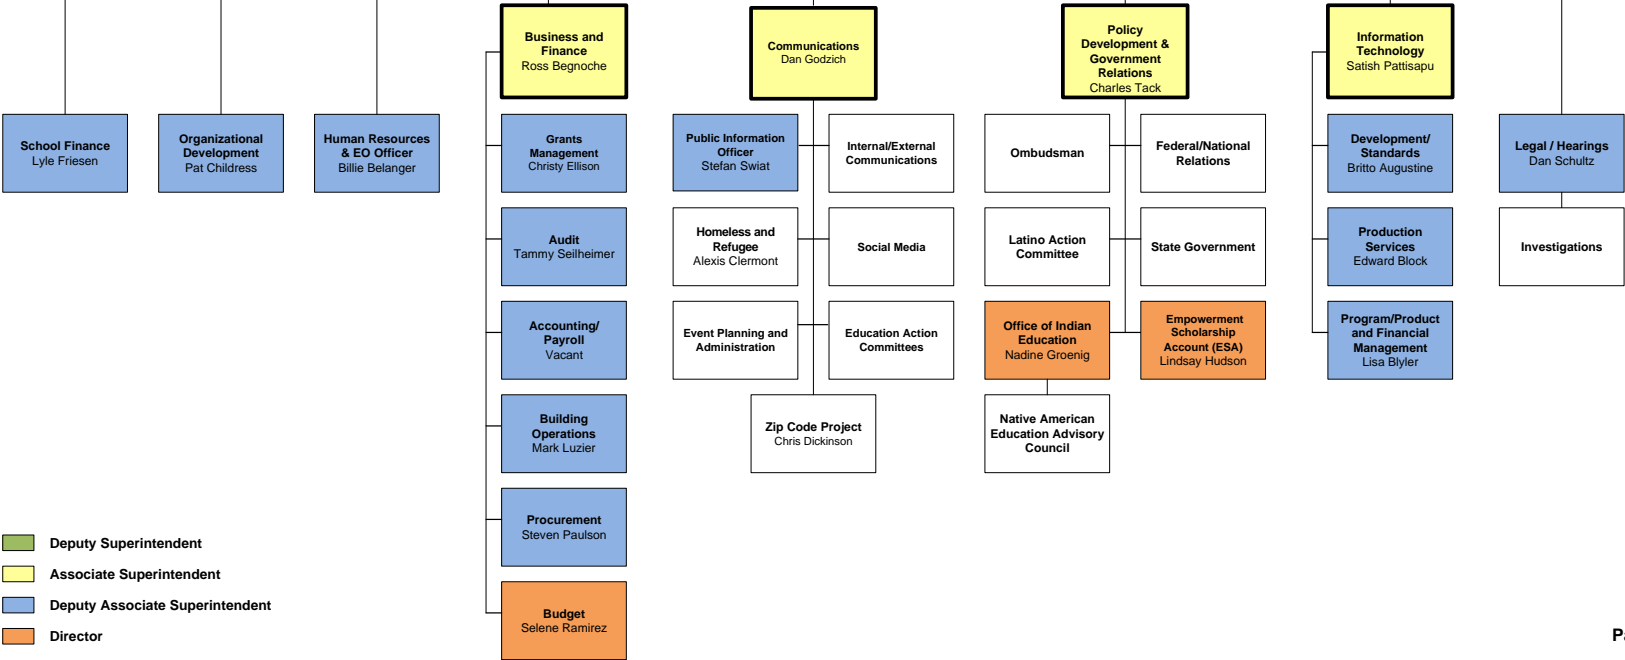 School Finance
Lyle Friesen
Organizational
Development
Pat Childress
Human Resources
& EO Officer
Billie Belanger
Business and
Finance
Ross Begnoche
Grants
Management
Christy Ellison
Audit
Tammy Seilheimer
Accounting/
Payroll
Vacant
Building
Operations
Mark Luzier
Procurement
Steven Paulson
Budget
Selene Ramirez
Communications
Dan Godzich
Public Information
Officer
Stefan Swiat
Internal/External
Communications
Homeless and
Refugee
Alexis Clermont
Social Media
Event Planning and
Administration
Education Action
Committees
Zip Code Project
Chris Dickinson
Policy
Development &
Government
Relations
Charles Tack
Ombudsman
Federal/National
Relations
Latino Action
Committee
State Government
Office of Indian
Education
Nadine Groenig
Empowerment
Scholarship
Account (ESA)
Lindsay Hudson
Native American
Education Advisory
Council
Information
Technology
Satish Pattisapu
Development/
Standards
Britto Augustine
Production
Services
Edward Block
Program/Product
and Financial
Management
Lisa Blyler
Legal / Hearings
Dan Schultz
Investigations
Deputy Superintendent
Associate Superintendent
Deputy Associate Superintendent
Director